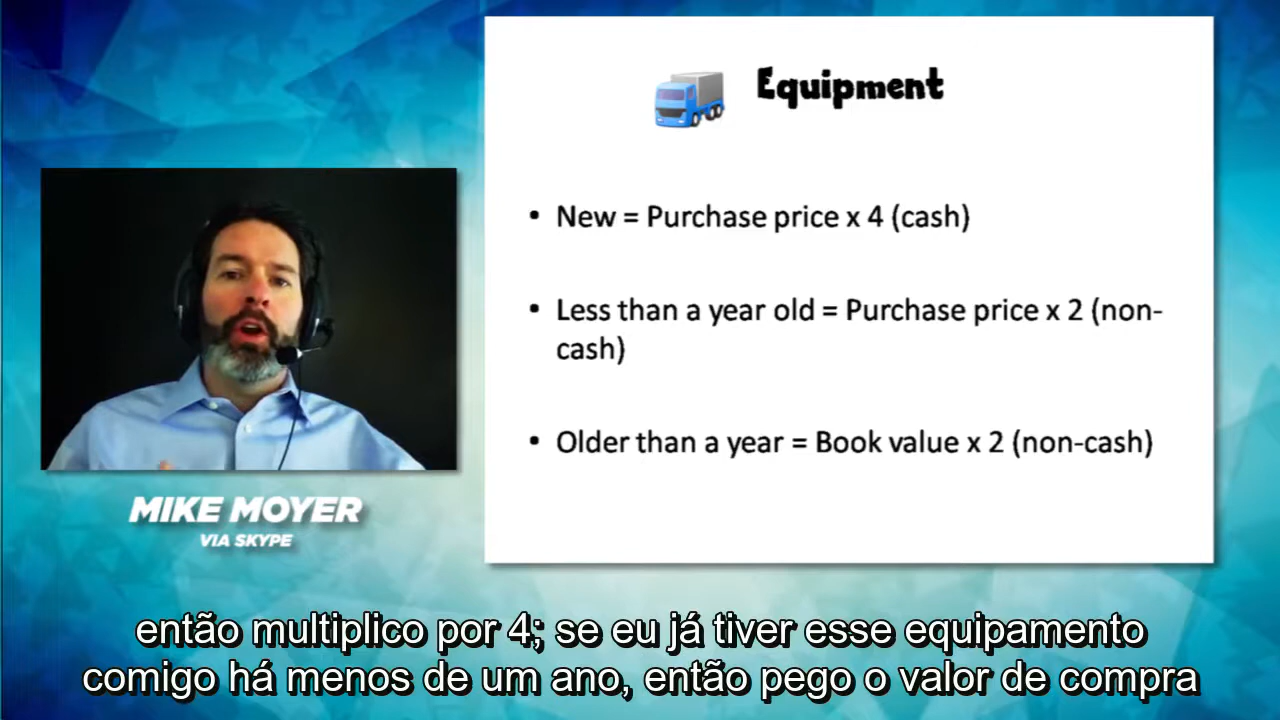 Equipment
• New = Purchase price x 4 (cash)
• Less than a year old = Purchase price x 2 (non-
cash)
• Older than a year = Book value x 2 (non-cash)
MIKE MOYER
VIA SKYPE
então multiplico por 4; se eu já tiver esse equipamento
comigo há menos de um ano, então pego o valor de compra